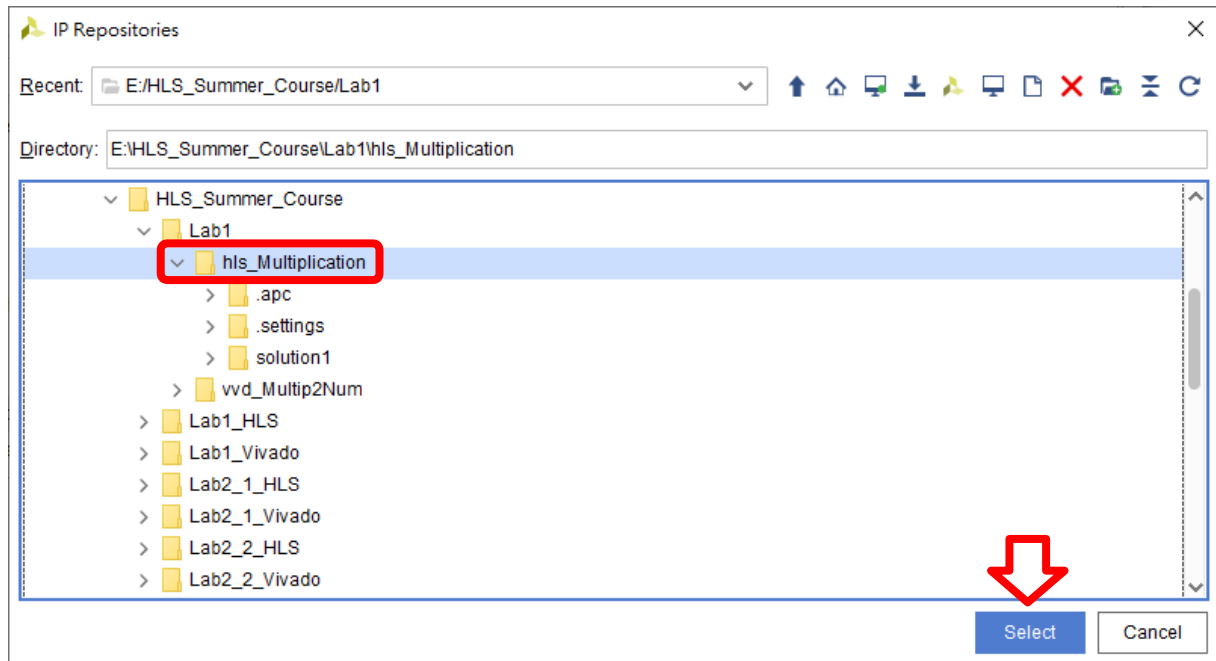 IP Repositories
Recent: E:/HLS_Summer_Course/Lab1
Directory: E:\HLS_Summer_Course\Lab1\hls_Multiplication
HLS_Summer_Course
Lab1
hls_Multiplication
.apc
.settings
solution1
vvd_Multip2Num
Lab1_HLS
Lab1_Vivado
Lab2_1_HLS
Lab2_1_Vivado
Lab2_2_HLS
Lab2_2_Vivado
Select Cancel